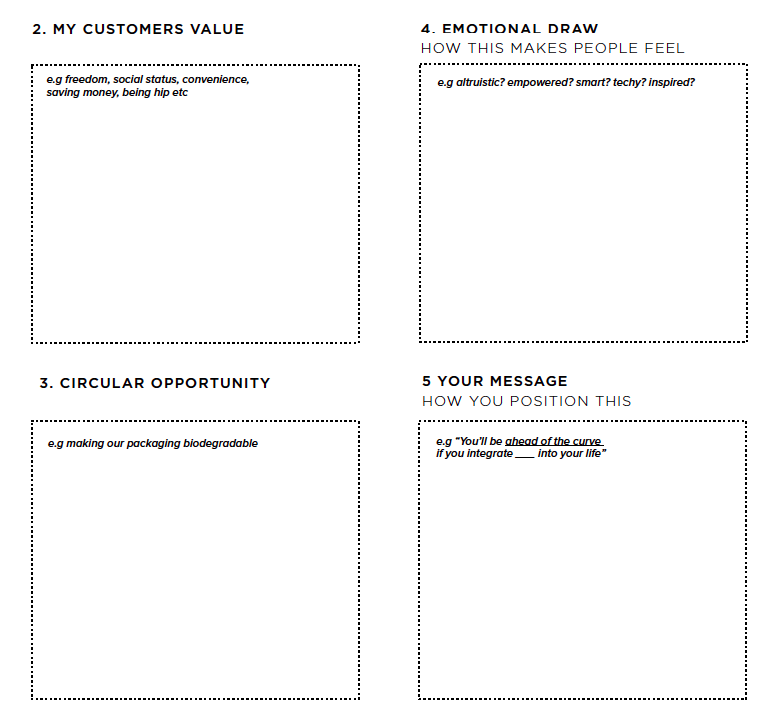 2. MY CUSTOMERS VALUE
e.g freedom, social status, convenience,
saving money, being hip etc
3. CIRCULAR OPPORTUNITY
e.g making our packaging biodegradable
4. EMOTIONAL DRAW
HOW THIS MAKES PEOPLE FEEL
e.g altruistic? empowered? smart? techy? inspired?
5 YOUR MESSAGE
HOW YOU POSITION THIS
e.g “You'll be ahead of the curve
if you integrate ___ into your life”